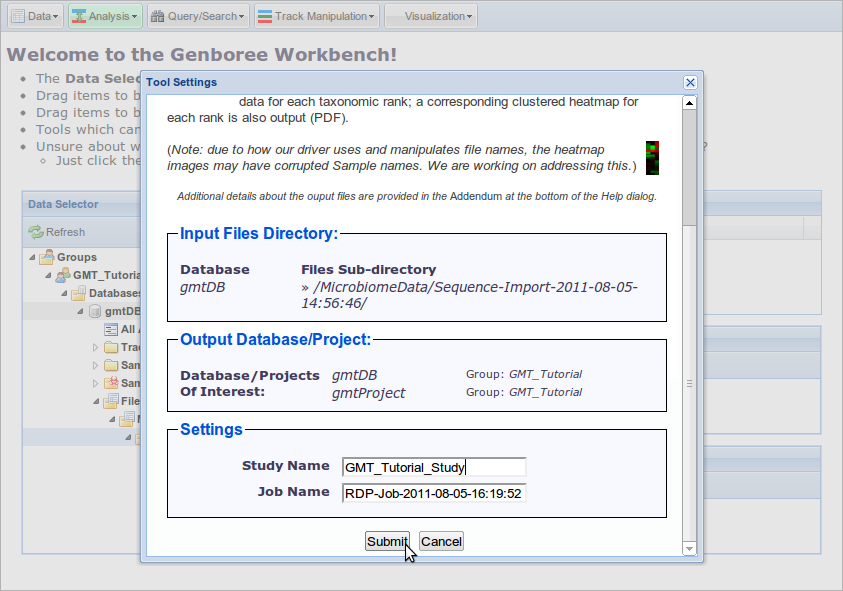 Data Analysis Query/Search Track Manipulation Visualization
Welcome to the Genboree Workbench!
The Data Selec
Drag items to b
Drag items to b
Tools which can
Unsure about w ?
Just click the
Data Selector
Refresh
Groups
GMT_Tutoria
Databases
gmtDB
All
Trac
Sam
Sam
File
Tool Settings
data for each taxonomic rank; a corresponding clustered heatmap for
each rank is also output (PDF).
(Note: due to how our driver uses and manipulates file names, the heatmap
images may have corrupted Sample names. We are working on addressing this.)
Additional details about the ouput files are provided in the Addendum at the bottom of the Help dialog.
Input Files Directory:
Database Files Sub-directory
gmtDB » /MicrobiomeData/Sequence-Import-2011-08-05-
14:56:46/
Output Database/Project:
Database/Projects gmtDB Group: GMT_Tutorial
Of Interest: gmtProject Group: GMT_Tutorial
Settings
Study Name GMT_Tutorial_Study
Job Name RDP-Job-2011-08-05-16:19:52
Submit Cancel